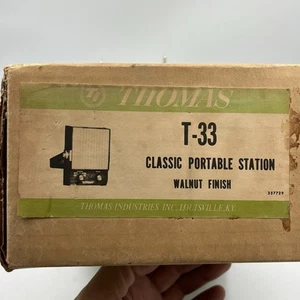 THOMAS
T-33
CLASSIC PORTABLE STATION
WALNUT FINISH
THOMAS INDUSTRIES INC. LOUISVILLE, KY.